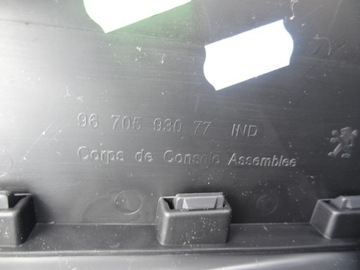 96 705 930 77 IND
Corps de Console Assemblee